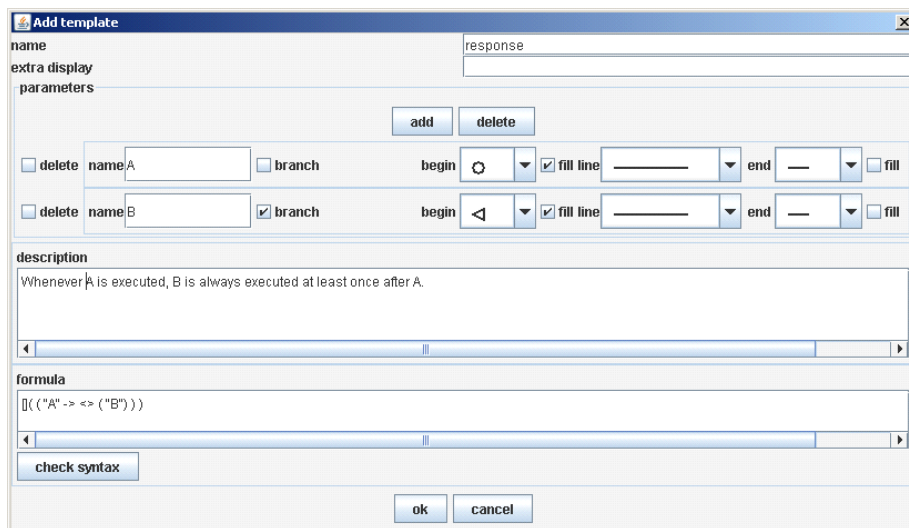 Add template
name response
extra display
parameters
add delete
delete name A branch begin fill line end fill
delete name B branch begin fill line end fill
description
Whenever A is executed, B is always executed at least once after A.
formula
[]( ( "A" -> <> ( "B" ) ) )
check syntax
ok cancel